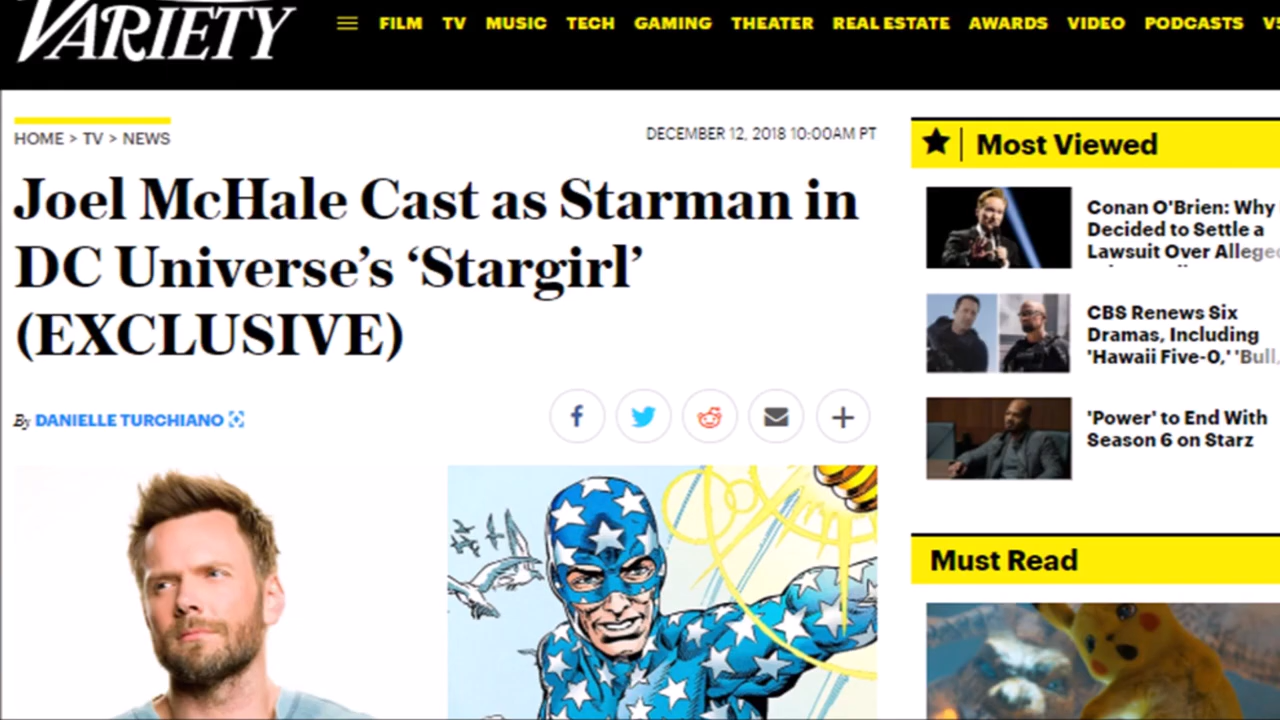 VARIETY
FILM TV MUSIC TECH GAMING THEATER REAL ESTATE AWARDS VIDEO PODCASTS
HOME > TV > NEWS
DECEMBER 12, 2018 10:00AM PT
Joel McHale Cast as Starman in
DC Universe’s ‘Stargirl’
(EXCLUSIVE)
By DANIELLE TURCHIANO
Most Viewed
Conan O'Brien: Why
Decided to Settle a
Lawsuit Over Allege
CBS Renews Six
Dramas, Including
'Hawaii Five-0,' 'Bull,
'Power' to End With
Season 6 on Starz
Must Read